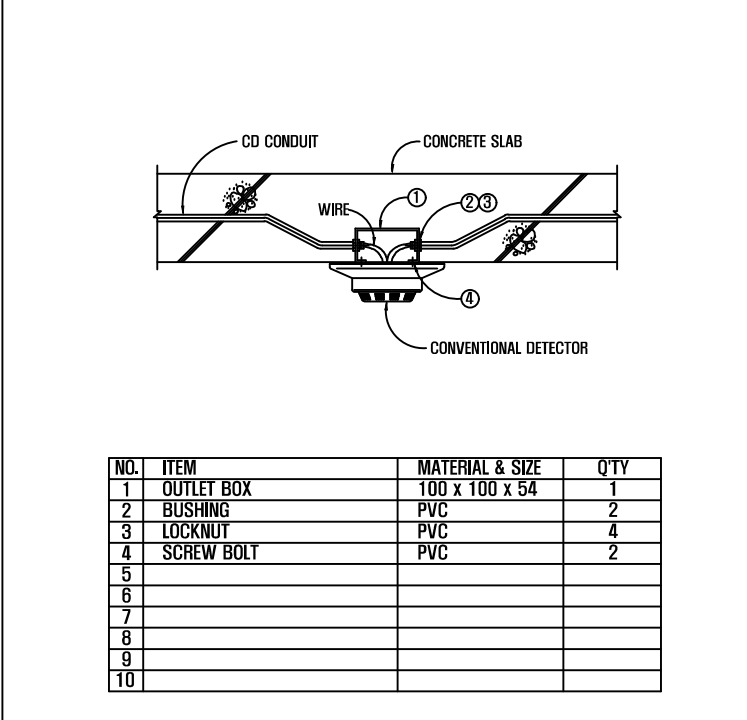 CD CONDUIT
CONCRETE SLAB
WIRE
1
2 3
4
CONVENTIONAL DETECTOR
NO. ITEM MATERIAL & SIZE Q'TY
1 OUTLET BOX 100 x 100 x 54 1
2 BUSHING PVC 2
3 LOCKNUT PVC 4
4 SCREW BOLT PVC 2
5
6
7
8
9
10